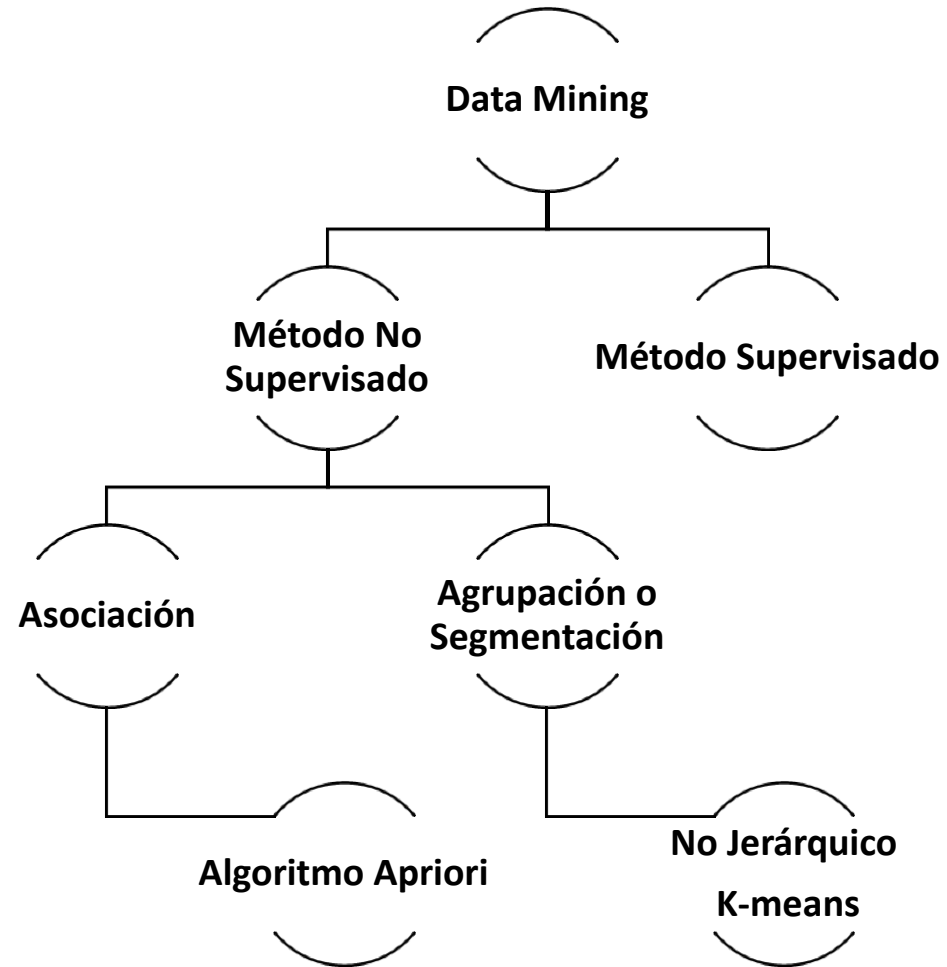 Data Mining
Método No
Supervisado
Método Supervisado
Asociación
Agrupación o
Segmentación
Algoritmo Apriori
No Jerárquico
K-means